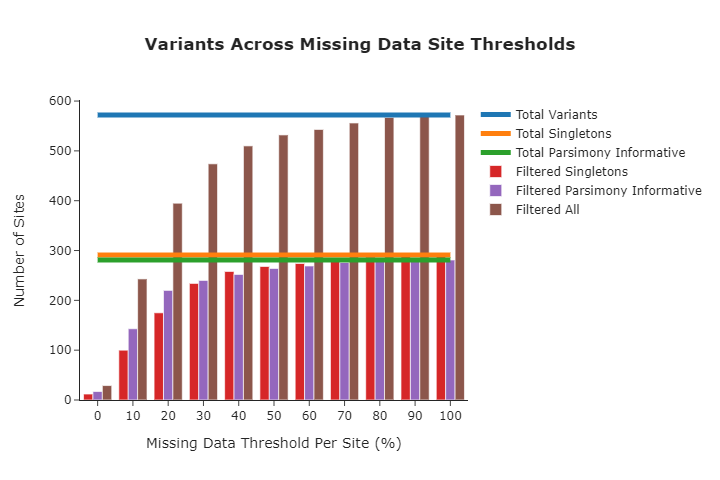 Variants Across Missing Data Site Thresholds
600
500
400
300
200
100
0
Number of Sites
0 10 20 30 40 50 60 70 80 90 100
Missing Data Threshold Per Site (%)
Total Variants
Total Singletons
Total Parsimony Informative
Filtered Singletons
Filtered Parsimony Informative
Filtered All